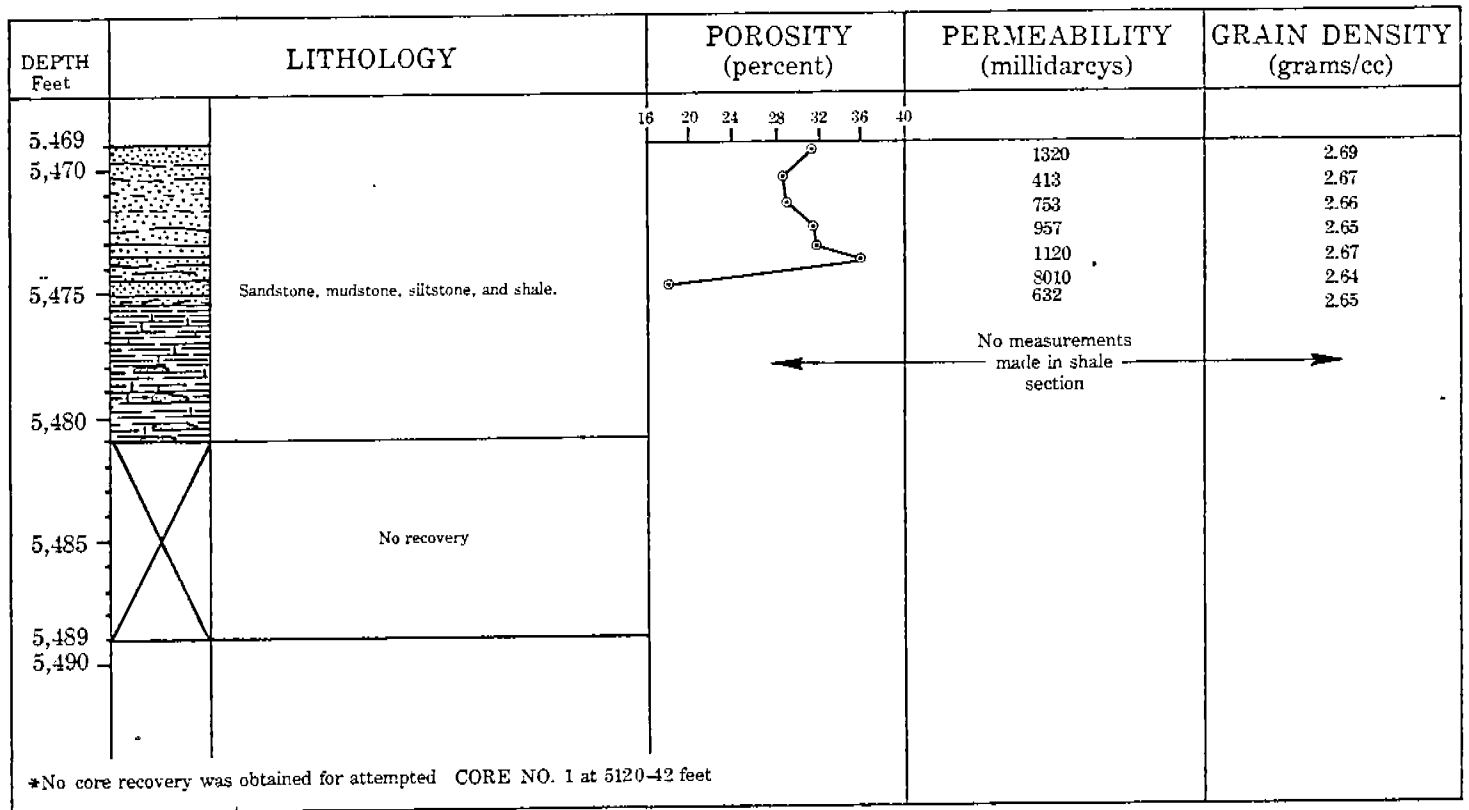 DEPTH
Feet
LITHOLOGY
POROSITY
(percent)
PERMEABILITY
(millidarcys)
GRAIN DENSITY
(grams/cc)
16 20 24 28 32 36 40
5,469
5,470
5,475
5,480
5,485
5,489
5,490
Sandstone, mudstone, siltstone, and shale.
No recovery
1320 2.69
413 2.67
753 2.66
957 2.65
1120 2.67
8010 2.64
632 2.65
No measurements
made in shale
section
*No core recovery was obtained for attempted CORE NO. 1 at 5120-42 feet